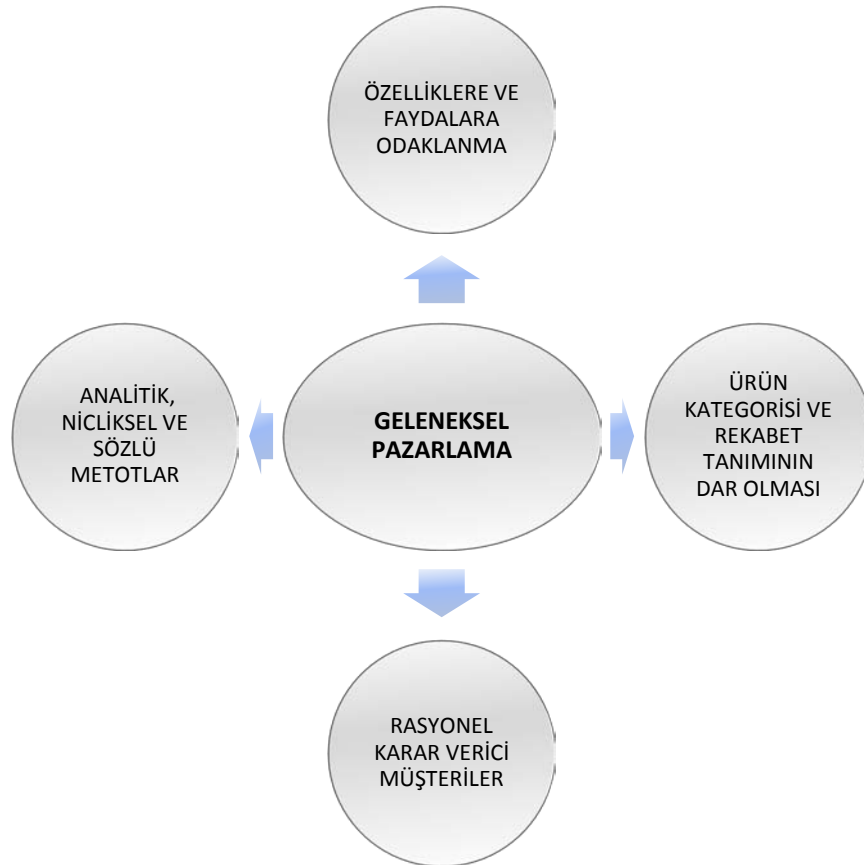 ÖZELLİKLERE VE
FAYDALARA
ODAKLANMA
ANALİTİK,
NİCLİKSEL VE
SÖZLÜ
METOTLAR
GELENEKSEL
PAZARLAMA
ÜRÜN
KATEGORİSİ VE
REKABET
TANIMININ
DAR OLMASI
RASYONEL
KARAR VERİCİ
MÜŞTERİLER